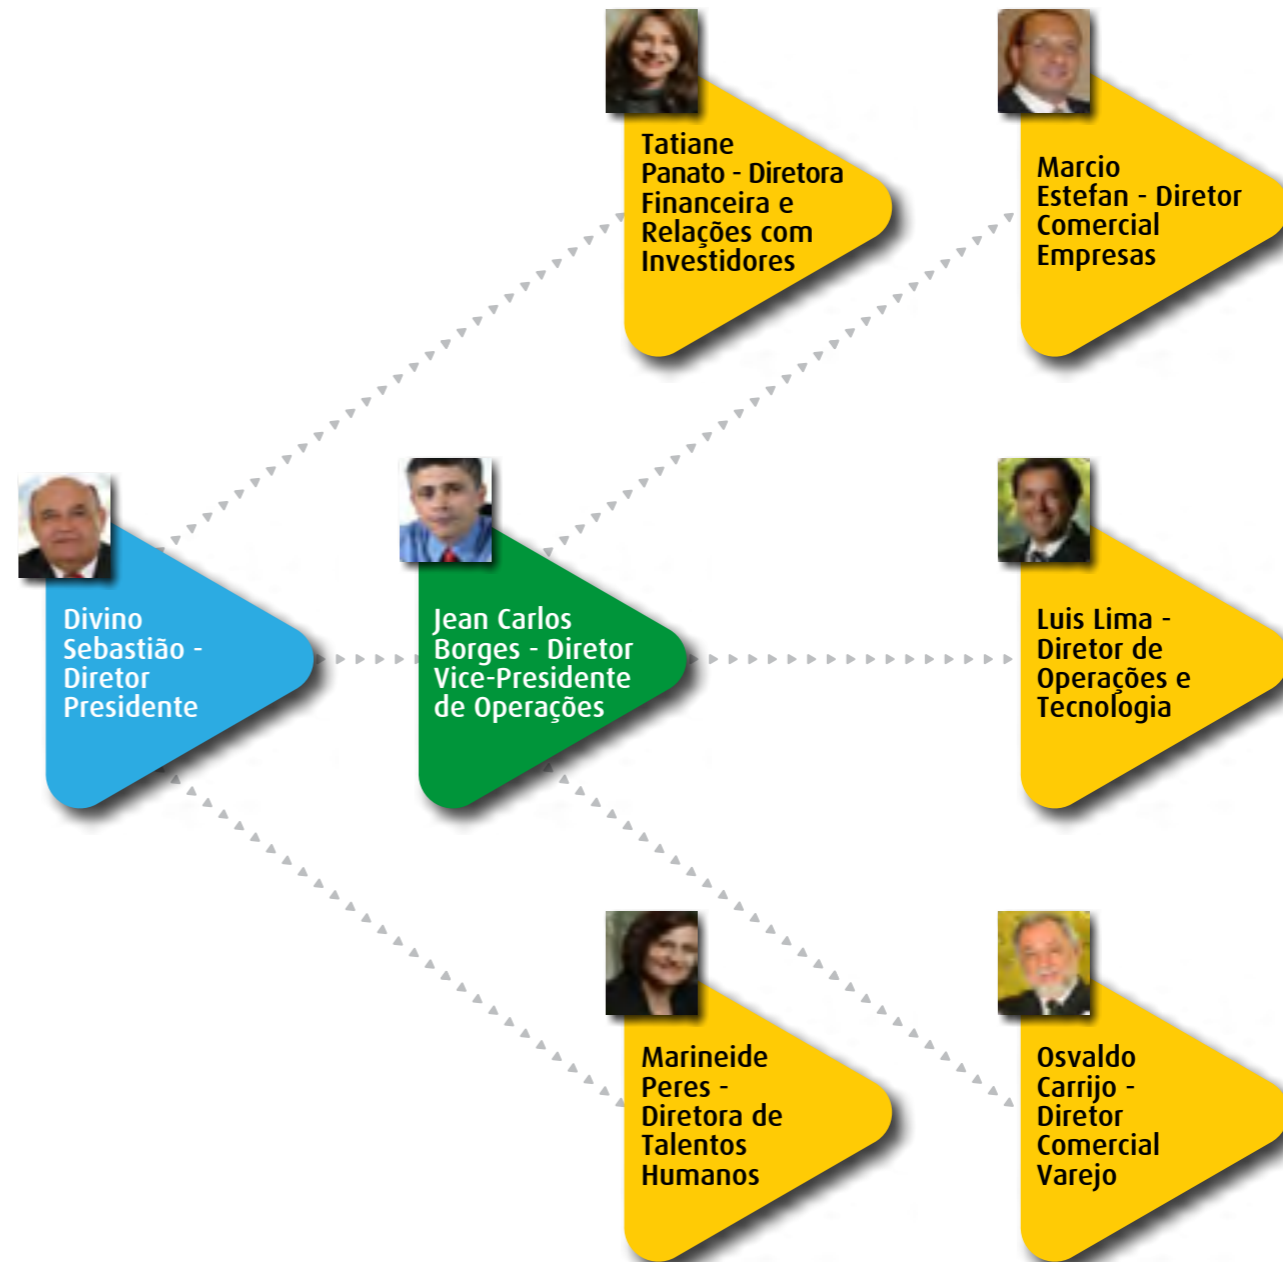 Tatiane
Panato - Diretora
Financeira e
Relações com
Investidores
Marcio
Estefan - Diretor
Comercial
Empresas
Divino
Sebastião -
Diretor
Presidente
Jean Carlos
Borges - Diretor
Vice-Presidente
de Operações
Luis Lima -
Diretor de
Operações e
Tecnologia
Marineide
Peres -
Diretora de
Talentos
Humanos
Osvaldo
Carrijo -
Diretor
Comercial
Varejo